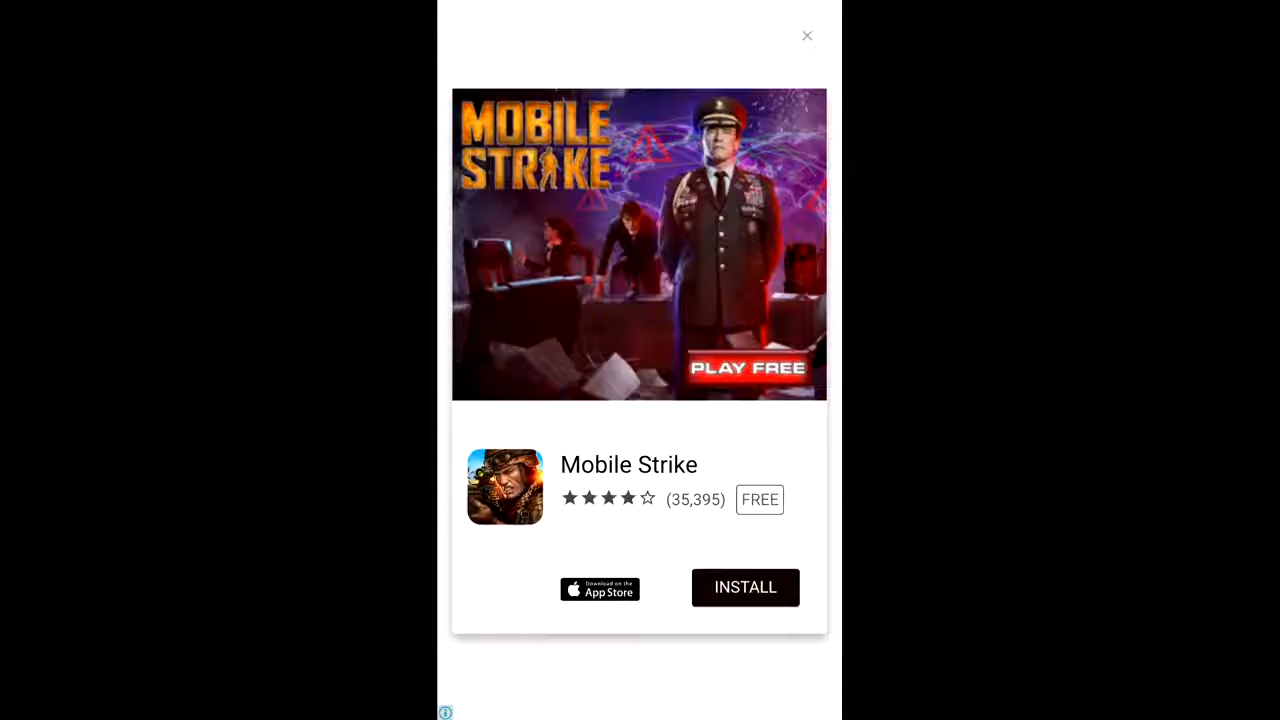 MOBILE
STRIKE
PLAY FREE
Mobile Strike
(35,395) FREE
Download on the
App Store
INSTALL